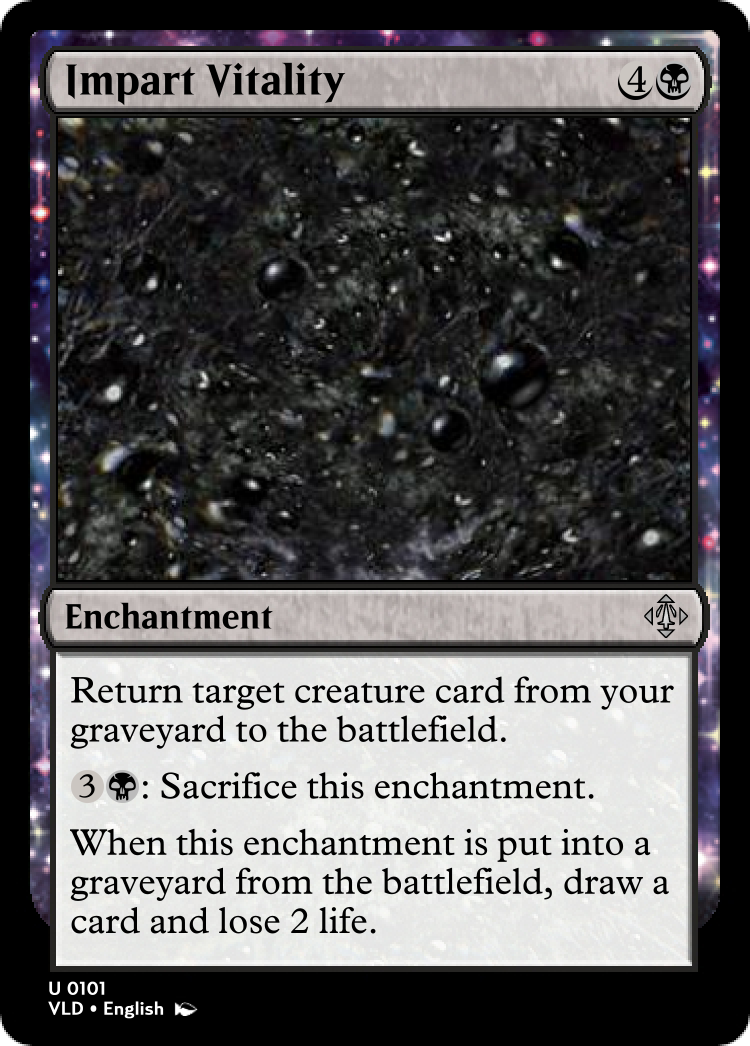 Impart Vitality 4
Enchantment
Return target creature card from your
graveyard to the battlefield.
3 : Sacrifice this enchantment.
When this enchantment is put into a
graveyard from the battlefield, draw a
card and lose 2 life.
U 0101
VLD • English